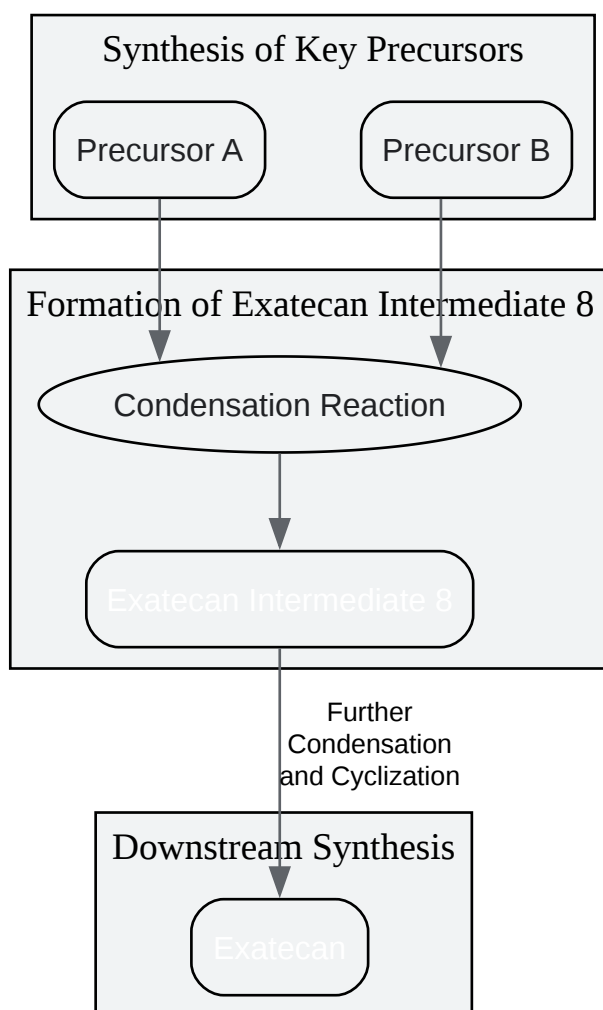 Synthesis of Key Precursors
Precursor A
Precursor B
Formation of Exatecan Intermediate 8
Condensation Reaction
Exatecan Intermediate 8
Further
Condensation
and Cyclization
Downstream Synthesis
Exatecan